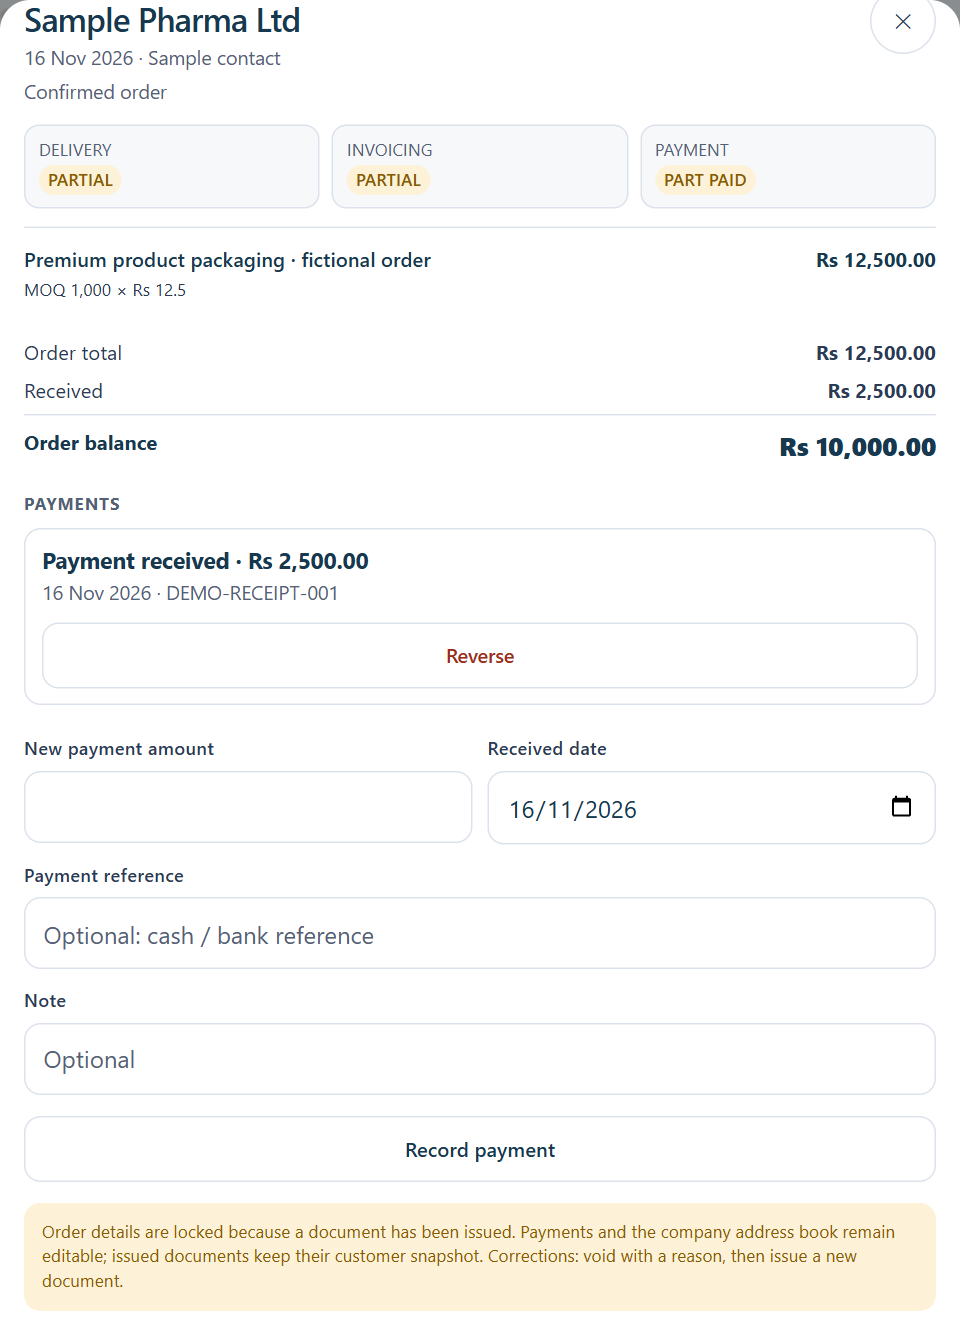 Sample Pharma Ltd
16 Nov 2026 · Sample contact
Confirmed order
DELIVERY
PARTIAL
INVOICING
PARTIAL
PAYMENT
PART PAID
Premium product packaging · fictional order
Rs 12,500.00
MOQ 1,000 × Rs 12.5
Order total
Rs 12,500.00
Received
Rs 2,500.00
Order balance
Rs 10,000.00
PAYMENTS
Payment received · Rs 2,500.00
16 Nov 2026 · DEMO-RECEIPT-001
Reverse
New payment amount
Received date
16/11/2026
Payment reference
Optional: cash / bank reference
Note
Optional
Record payment
Order details are locked because a document has been issued. Payments and the company address book remain
editable; issued documents keep their customer snapshot. Corrections: void with a reason, then issue a new
document.